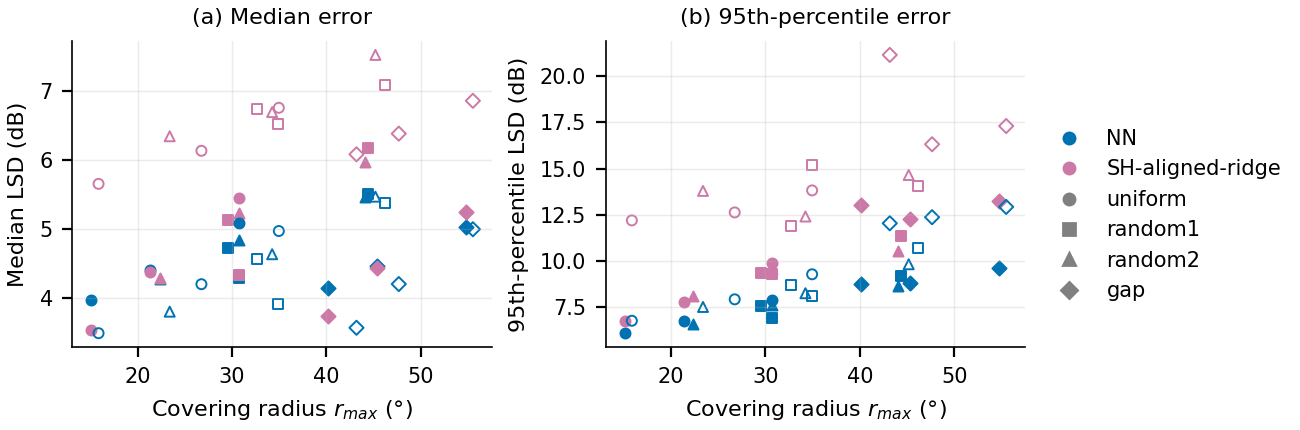 (a) Median error
(b) 95th-percentile error
Median LSD (dB)
7
6
5
4
20
30
40
50
Covering radius r_max (°)
95th-percentile LSD (dB)
20.0
17.5
15.0
12.5
10.0
7.5
20
30
40
50
Covering radius r_max (°)
NN
SH-aligned-ridge
uniform
random1
random2
gap